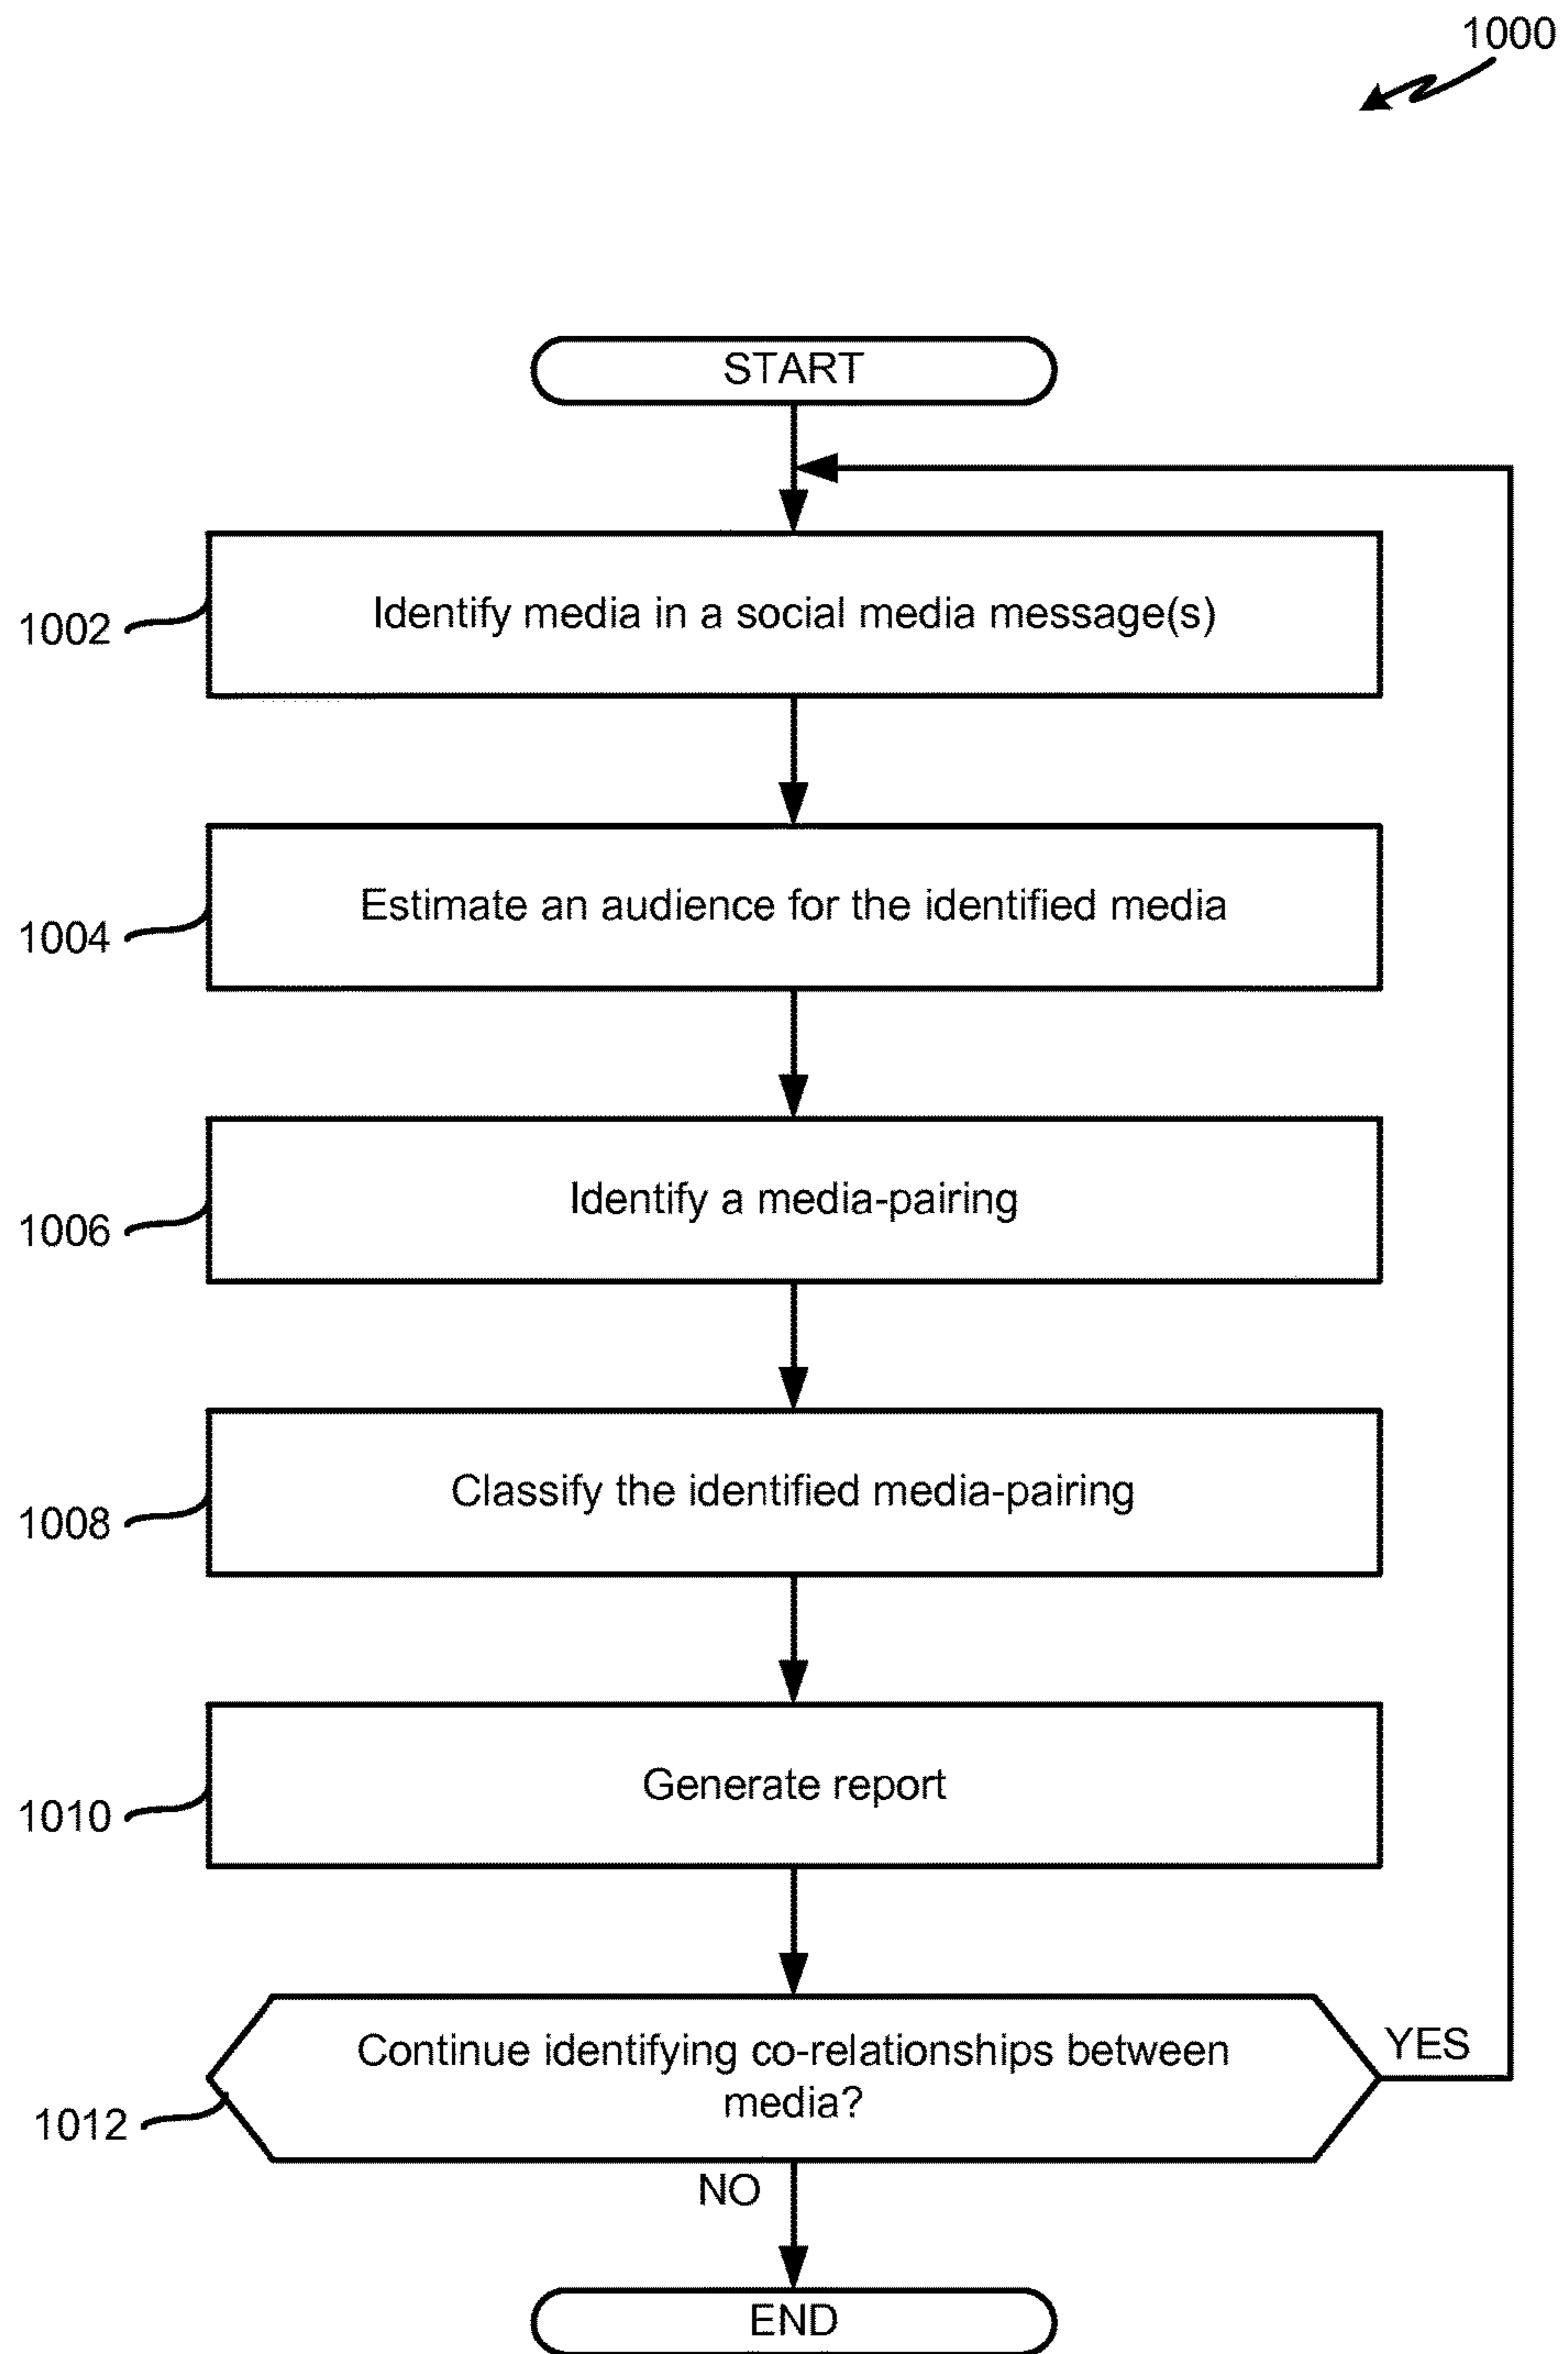 1000
START
1002
Identify media in a social media message(s)
1004
Estimate an audience for the identified media
1006
Identify a media-pairing
1008
Classify the identified media-pairing
1010
Generate report
1012
Continue identifying co-relationships between
media?
YES
NO
END